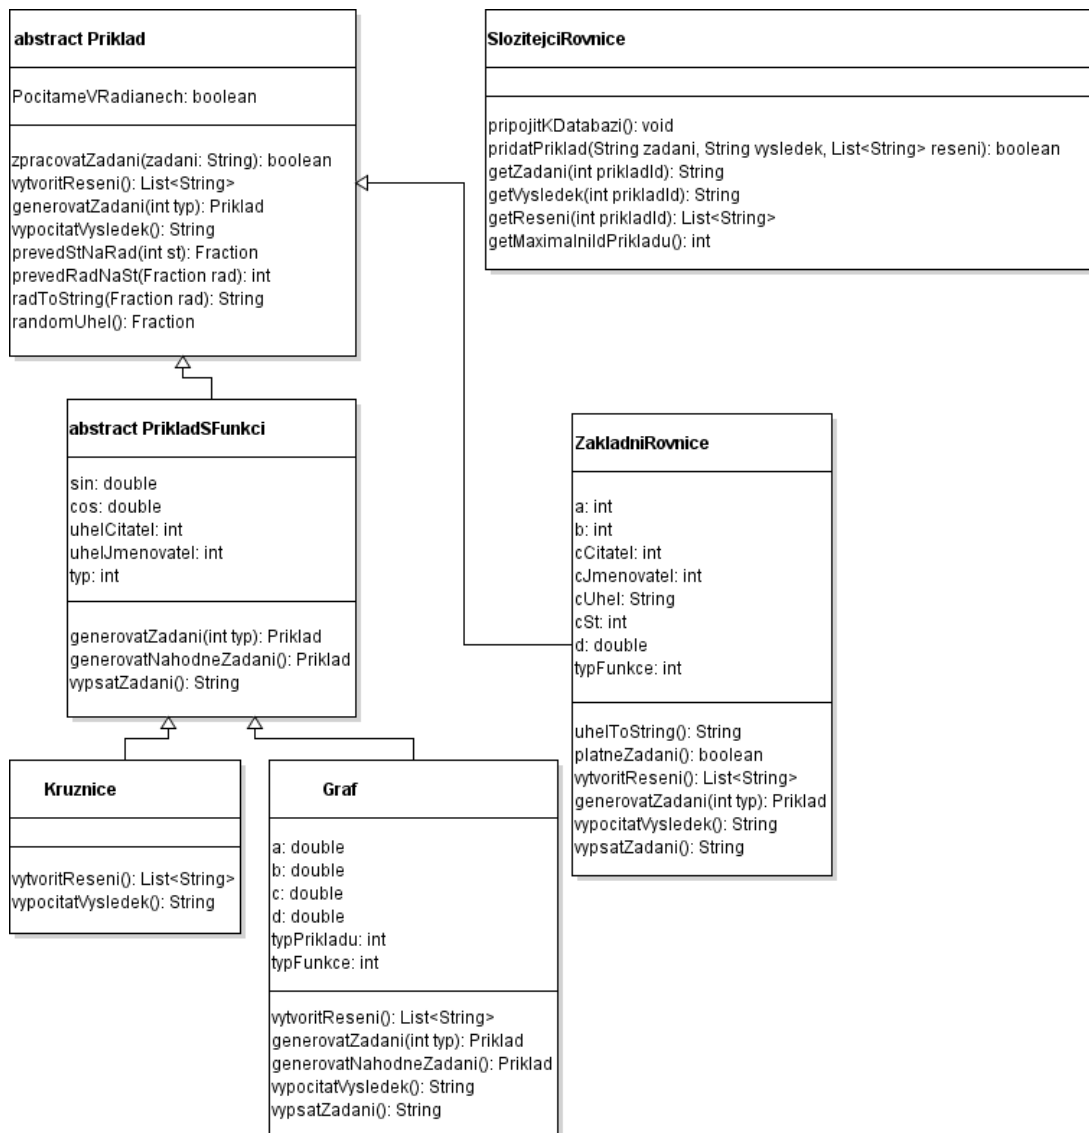 abstract Priklad
PocitameVRadianech: boolean
zpracovatZadani(zadani: String): boolean
vytvoritReseni(): List<String>
generovatZadani(int typ): Priklad
vypocitatVysledek(): String
prevedStNaRad(int st): Fraction
prevedRadNaSt(Fraction rad): int
radToString(Fraction rad): String
randomUhel(): Fraction
SlozitejciRovnice
pripojitKDatabazi(): void
pridatPriklad(String zadani, String vysledek, List<String> reseni): boolean
getZadani(int prikladId): String
getVysledek(int prikladId): String
getReseni(int prikladId): List<String>
getMaximalniIdPrikladu(): int
abstract PrikladSFunkci
sin: double
cos: double
uhelCitatel: int
uhelJmenovatel: int
typ: int
generovatZadani(int typ): Priklad
generovatNahodneZadani(): Priklad
vypsatZadani(): String
ZakladniRovnice
a: int
b: int
cCitatel: int
cJmenovatel: int
cUhel: String
cSt: int
d: double
typFunkce: int
uhelToString(): String
platneZadani(): boolean
vytvoritReseni(): List<String>
generovatZadani(int typ): Priklad
vypocitatVysledek(): String
vypsatZadani(): String
Kruznice
vytvoritReseni(): List<String>
vypocitatVysledek(): String
Graf
a: double
b: double
c: double
d: double
typPrikladu: int
typFunkce: int
vytvoritReseni(): List<String>
generovatZadani(int typ): Priklad
generovatNahodneZadani(): Priklad
vypocitatVysledek(): String
vypsatZadani(): String